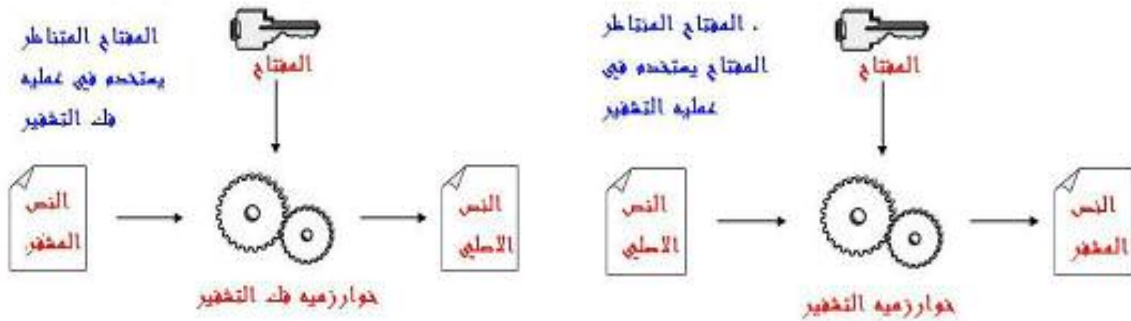 . المفتاح المتناظر
المفتاح يستخدم في
عمليه التشفير
المفتاح
النص
الاصلي
خوارزميه التشفير
النص
المشفر
المفتاح المتناظر
يستخدم في عمليه
فك التشفير
المفتاح
النص
المشفر
خوارزميه فك التشفير
النص
الاصلي